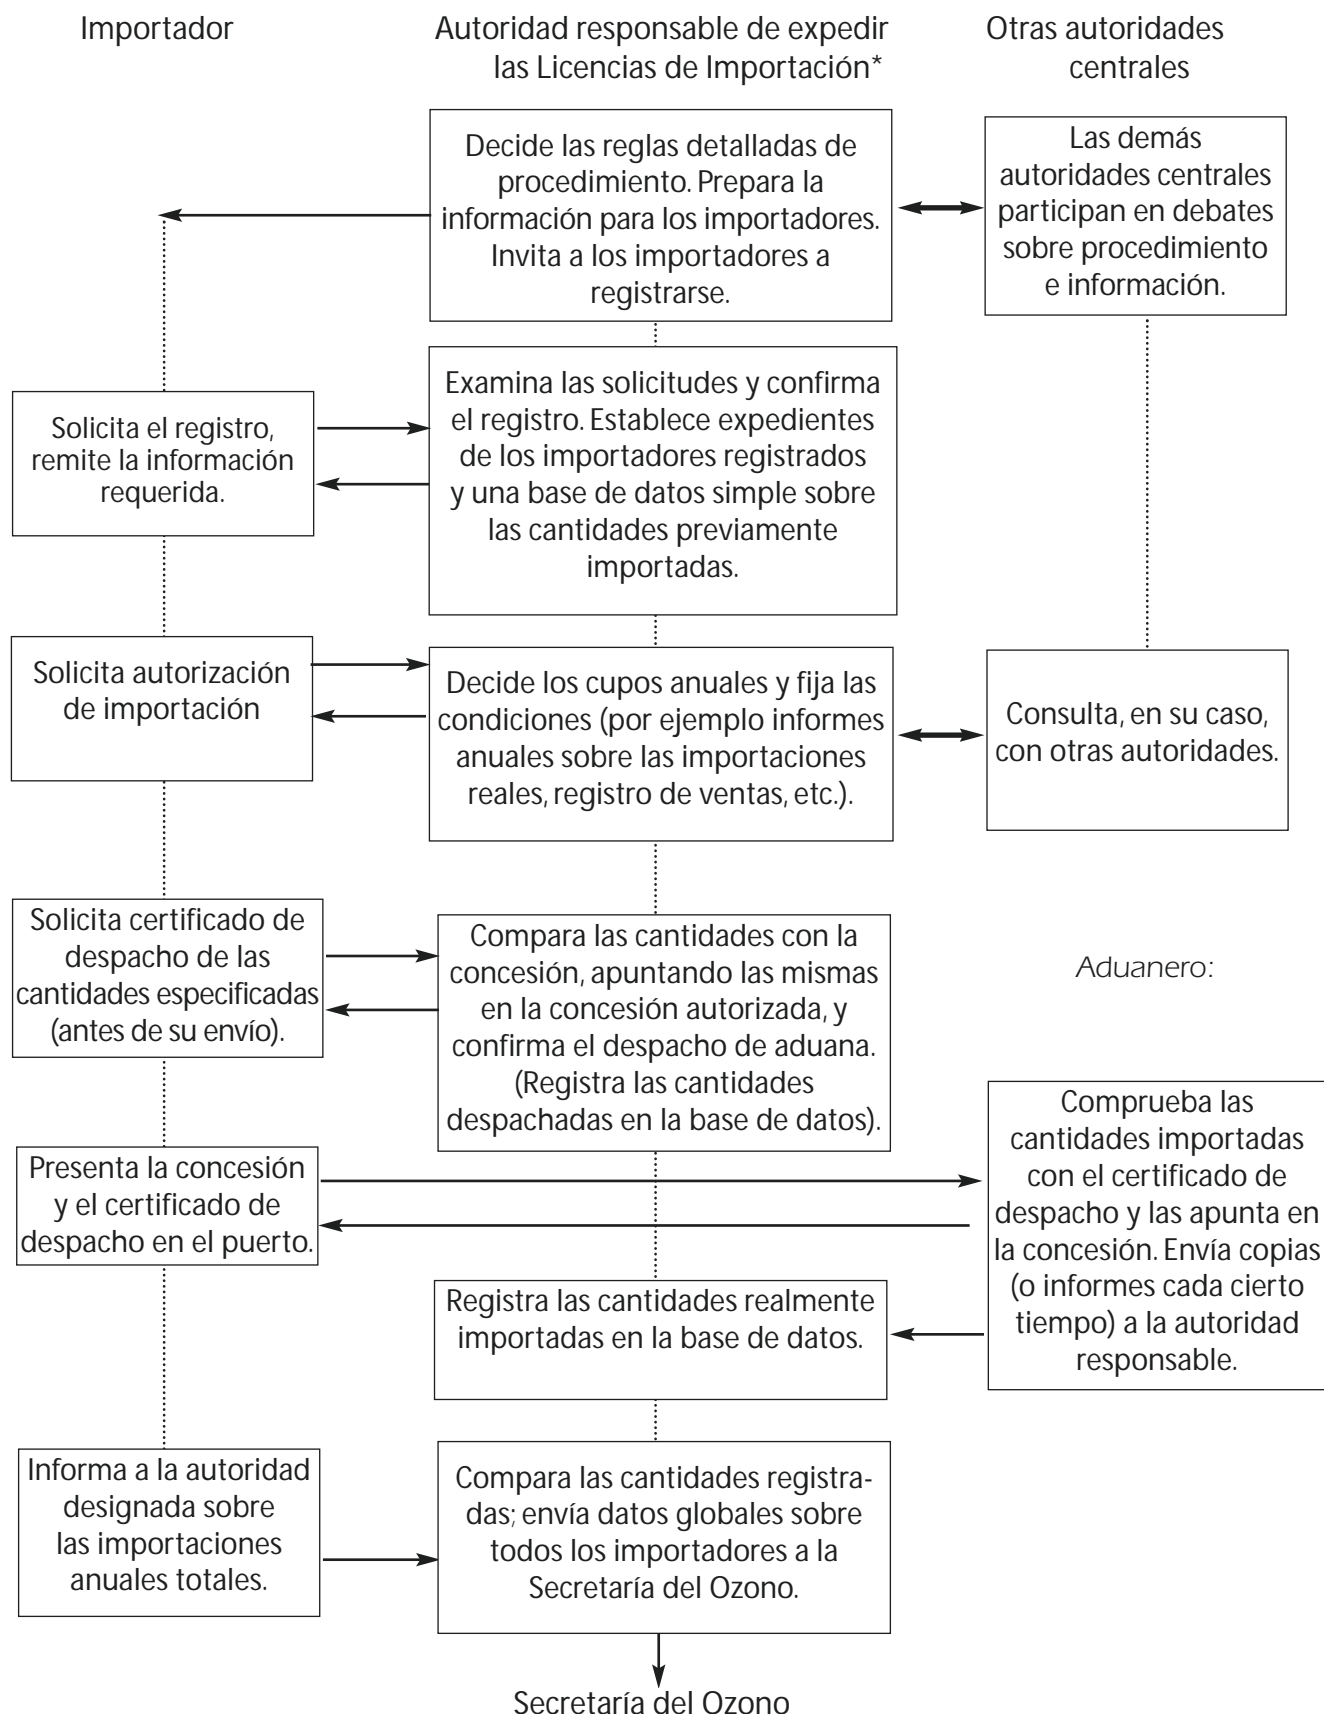 Importador
Autoridad responsable de expedir
las Licencias de Importación*
Otras autoridades
centrales
Decide las reglas detalladas de
procedimiento. Prepara la
información para los importadores.
Invita a los importadores a
registrarse.
Las demás
autoridades centrales
participan en debates
sobre procedimiento
e información.
Solicita el registro,
remite la información
requerida.
Examina las solicitudes y confirma
el registro. Establece expedientes
de los importadores registrados
y una base de datos simple sobre
las cantidades previamente
importadas.
Solicita autorización
de importación
Decide los cupos anuales y fija las
condiciones (por ejemplo informes
anuales sobre las importaciones
reales, registro de ventas, etc.).
Consulta, en su caso,
con otras autoridades.
Solicita certificado de
despacho de las
cantidades especificadas
(antes de su envío).
Compara las cantidades con la
concesión, apuntando las mismas
en la concesión autorizada, y
confirma el despacho de aduana.
(Registra las cantidades
despachadas en la base de datos).
Aduanero:
Presenta la concesión
y el certificado de
despacho en el puerto.
Comprueba las
cantidades importadas
con el certificado de
despacho y las apunta en
la concesión. Envía copias
(o informes cada cierto
tiempo) a la autoridad
responsable.
Registra las cantidades realmente
importadas en la base de datos.
Informa a la autoridad
designada sobre
las importaciones
anuales totales.
Compara las cantidades registra-
das; envía datos globales sobre
todos los importadores a la
Secretaría del Ozono.
Secretaría del Ozono